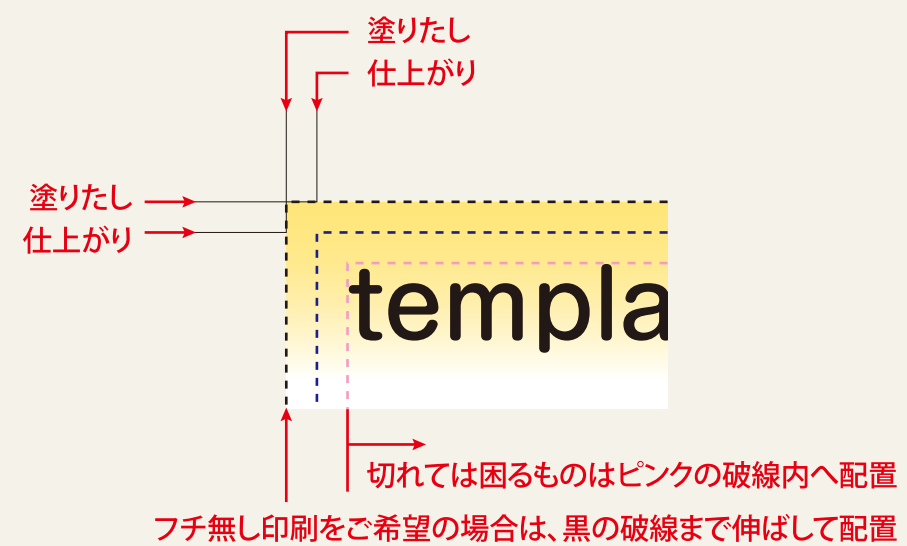 塗りたし
仕上がり
塗りたし
仕上がり
templa
切れては困るものはピンクの破線内へ配置
フチ無し印刷をご希望の場合は、黒の破線まで伸ばして配置